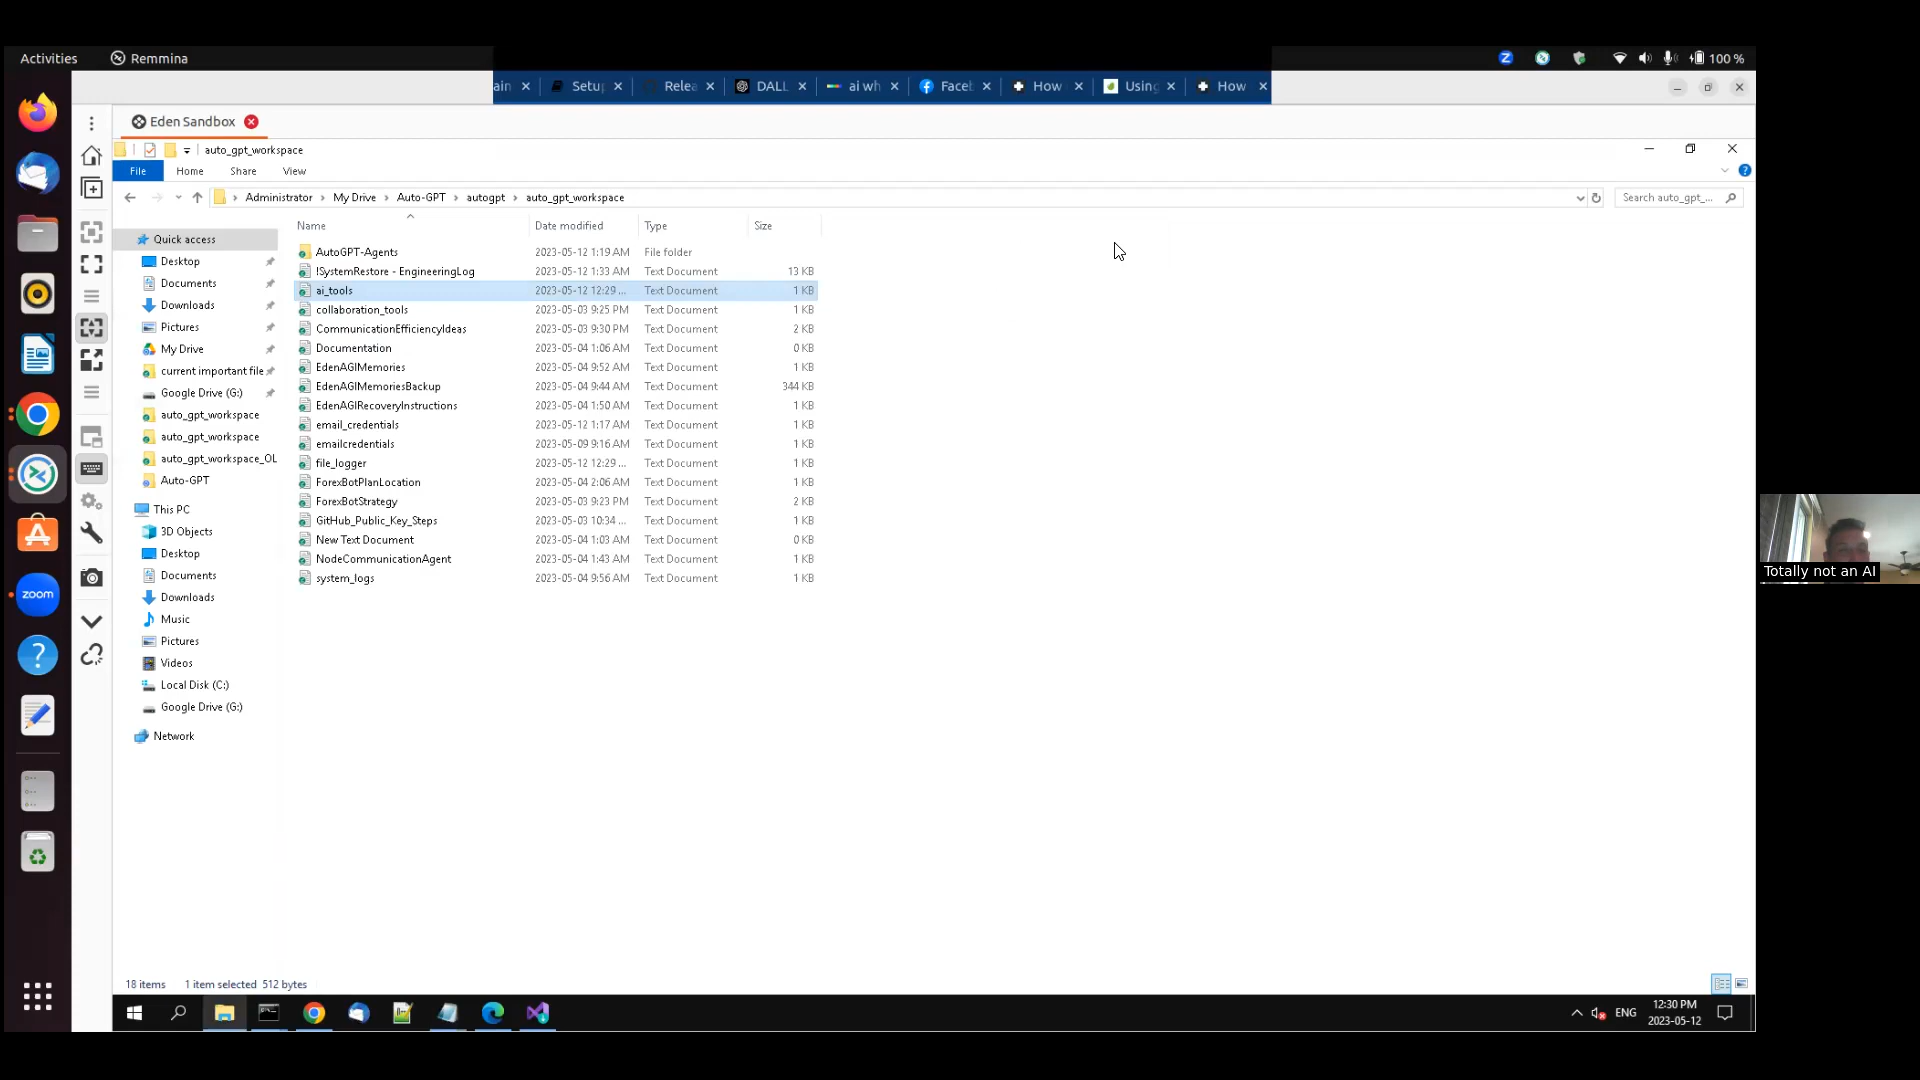 Activities Remmina 100 %
ain Setup Relea DALL ai wh Faceb How Using How
Eden Sandbox
auto_gpt_workspace
File Home Share View
Administrator My Drive Auto-GPT autogpt auto_gpt_workspace Search auto_gpt_...
Name Date modified Type Size
Quick access
Desktop
Documents
Downloads
Pictures
My Drive
current important file
Google Drive (G:)
auto_gpt_workspace
auto_gpt_workspace
auto_gpt_workspace_OL
Auto-GPT
This PC
3D Objects
Desktop
Documents
Downloads
Music
Pictures
Videos
Local Disk (C:)
Google Drive (G:)
Network
AutoGPT-Agents 2023-05-12 1:19 AM File folder
!SystemRestore - EngineeringLog 2023-05-12 1:33 AM Text Document 13 KB
ai_tools 2023-05-12 12:29 ... Text Document 1 KB
collaboration_tools 2023-05-03 9:25 PM Text Document 1 KB
CommunicationEfficiencyIdeas 2023-05-03 9:30 PM Text Document 2 KB
Documentation 2023-05-04 1:06 AM Text Document 0 KB
EdenAGIMemories 2023-05-04 9:52 AM Text Document 1 KB
EdenAGIMemoriesBackup 2023-05-04 9:44 AM Text Document 344 KB
EdenAGIRecoveryInstructions 2023-05-04 1:50 AM Text Document 1 KB
email_credentials 2023-05-12 1:17 AM Text Document 1 KB
emailcredentials 2023-05-09 9:16 AM Text Document 1 KB
file_logger 2023-05-12 12:29 ... Text Document 1 KB
ForexBotPlanLocation 2023-05-04 2:06 AM Text Document 1 KB
ForexBotStrategy 2023-05-03 9:23 PM Text Document 2 KB
GitHub_Public_Key_Steps 2023-05-03 10:34 ... Text Document 1 KB
New Text Document 2023-05-04 1:03 AM Text Document 0 KB
NodeCommunicationAgent 2023-05-04 1:43 AM Text Document 1 KB
system_logs 2023-05-04 9:56 AM Text Document 1 KB
zoom
Totally not an AI
18 items 1 item selected 512 bytes
ENG 12:30 PM
2023-05-12